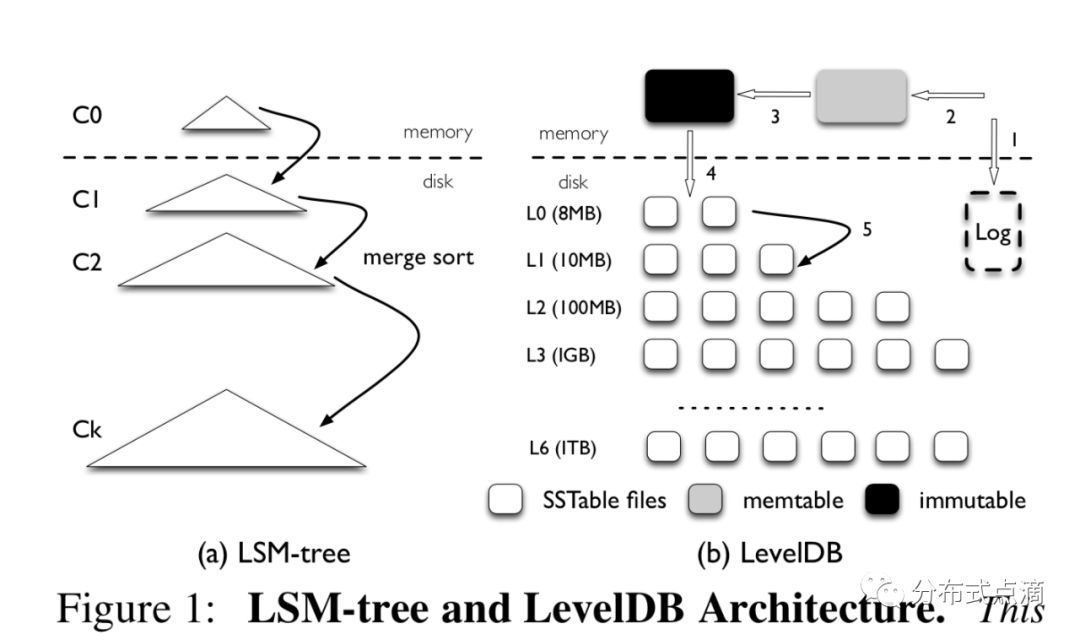 C0
memory
disk
C1
C2
merge sort
Ck
(a) LSM-tree
3
2
1
memory
disk
4
L0 (8MB)
5
Log
L1 (10MB)
L2 (100MB)
L3 (1GB)
L6 (1TB)
SSTable files
memtable
immutable
(b) LevelDB
Figure 1: LSM-tree and LevelDB Architecture. This
分布式点滴